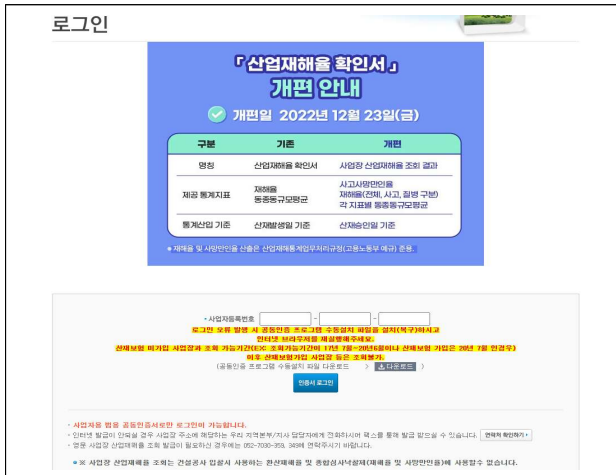 로그인
「산업재해율 확인서」
개편 안내
개편일 2022년 12월 23일(금)
구분 기존 개편
명칭 산업재해율 확인서 사업장 산업재해율 조회 결과
제공 통계지표 재해율 동종동규모평균 사고사망만인율
재해율(전체, 사고, 질병 구분)
각 지표별 동종동규모평균
통계산입 기준 산재발생일 기준 산재승인일 기준
※ 재해율 및 사망만인율 산출은 산업재해통계업무처리규정(고용노동부 예규) 준용.
• 사업자등록번호 - -
로그인 오류 발생 시 공동인증 프로그램 수동설치 파일을 설치(복구)하시고
인터넷 브라우저를 재실행해주세요.
산재보험 미가입 사업장과 조회 가능기간(EX: 조회가능기간이 17년 7월~20년6월이나 산재보험 가입은 20년 7월 인경우)
이후 산재보험가입 사업장 등은 조회불가.
(공동인증 프로그램 수동설치 파일 다운로드 > 다운로드 )
인증서 로그인
• 사업자용 범용 공동인증서로만 로그인이 가능합니다.
• 인터넷 발급이 안되실 경우 사업장 주소에 해당하는 우리 지역본부/지사 담당자에게 전화하시어 팩스를 통해 발급 받으실 수 있습니다. 연락처 확인하기
• 영문 사업장 산업재해율 조회 발급이 필요하신 경우에는 052-7030-353, 349에 연락주시기 바랍니다.
※ 사업장 산업재해율 조회는 건설공사 입찰시 사용하는 환산재해율 및 종합심사낙찰제(재해율 및 사망만인율)에 사용할수 없습니다.